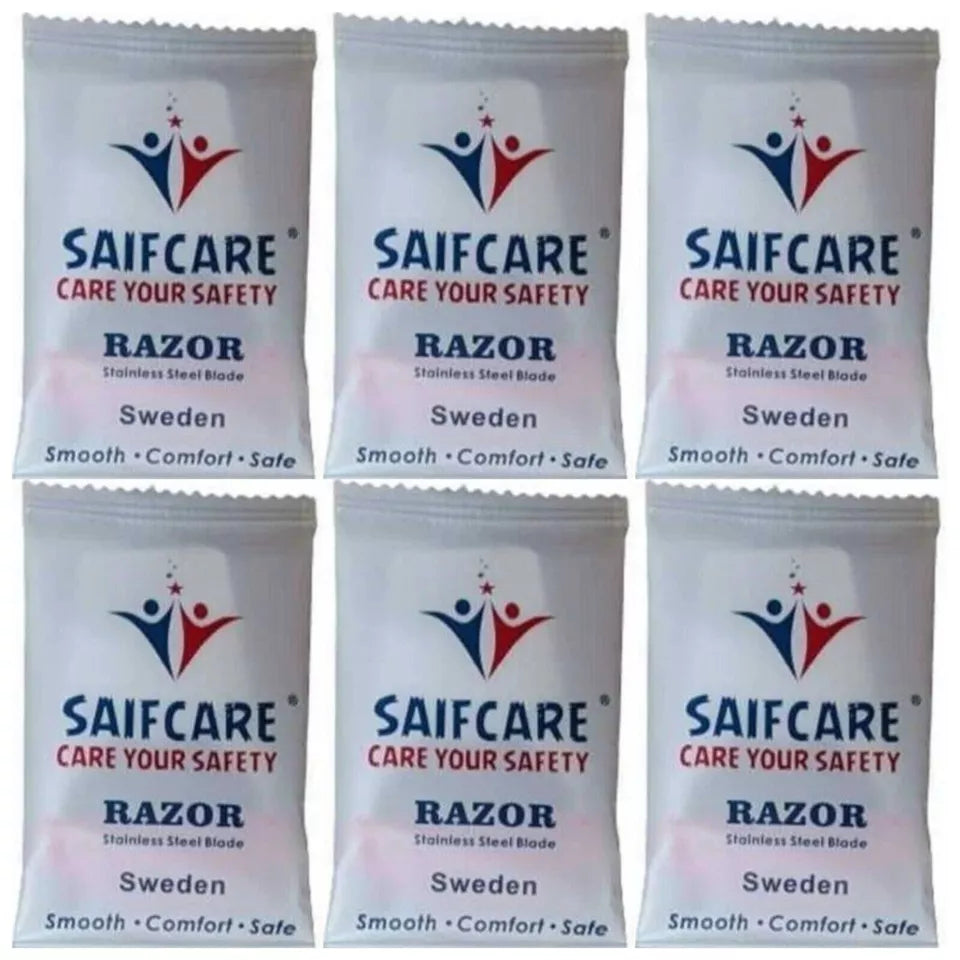 SAIFCARE ®
CARE YOUR SAFETY
RAZOR
Stainless Steel Blade
Sweden
Smooth • Comfort • Safe
SAIFCARE ®
CARE YOUR SAFETY
RAZOR
Stainless Steel Blade
Sweden
Smooth • Comfort • Safe
SAIFCARE ®
CARE YOUR SAFETY
RAZOR
Stainless Steel Blade
Sweden
Smooth • Comfort • Safe
SAIFCARE ®
CARE YOUR SAFETY
RAZOR
Stainless Steel Blade
Sweden
Smooth • Comfort • Safe
SAIFCARE ®
CARE YOUR SAFETY
RAZOR
Stainless Steel Blade
Sweden
Smooth • Comfort • Safe
SAIFCARE ®
CARE YOUR SAFETY
RAZOR
Stainless Steel Blade
Sweden
Smooth • Comfort • Safe